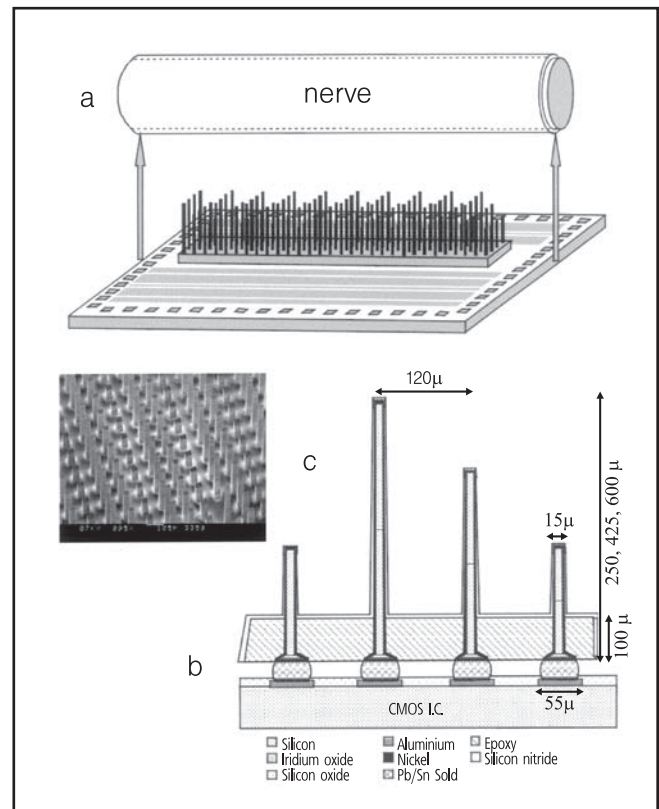 a
nerve
120µ
c
250, 425, 600 µ
15µ
100 µ
b
CMOS I.C.
55µ
Silicon
Aluminium
Epoxy
Iridium oxide
Nickel
Silicon nitride
Silicon oxide
Pb/Sn Sold